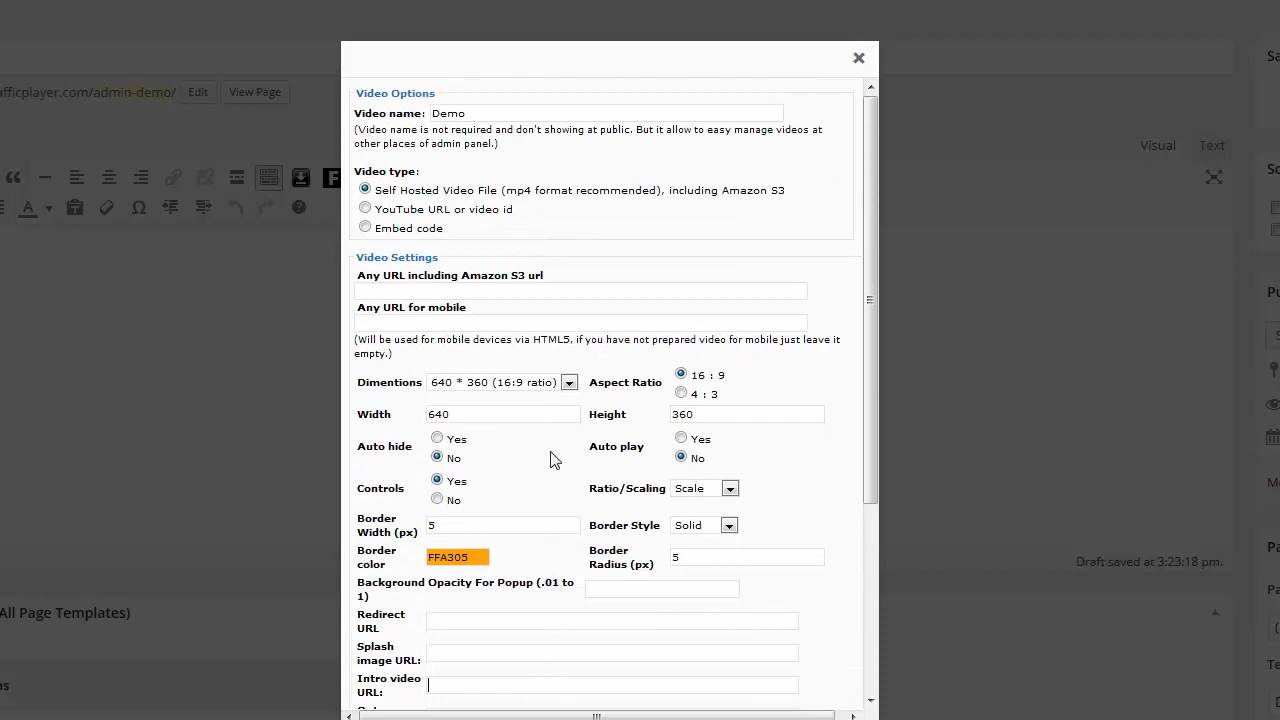 Sa
afficplayer.com/admin-demo/ Edit View Page
Visual Text
Video Options
Video name: Demo
(Video name is not required and don't showing at public. But it allow to easy manage videos at
other places of admin panel.)
Video type:
Self Hosted Video File (mp4 format recommended), including Amazon S3
YouTube URL or video id
Embed code
Video Settings
Any URL including Amazon S3 url
Any URL for mobile
(Will be used for mobile devices via HTML5, if you have not prepared video for mobile just leave it
empty.)
Dimentions 640 * 360 (16:9 ratio) Aspect Ratio 16 : 9
4 : 3
Width 640 Height 360
Auto hide Yes Auto play Yes
No No
Controls Yes Ratio/Scaling Scale
No
Border
Width (px) 5 Border Style Solid
Border
color FFA305 Border
Radius (px) 5
Background Opacity For Popup (.01 to
1)
Redirect
URL
Splash
image URL:
Intro video
URL:
Draft saved at 3:23:18 pm.
All Page Templates)
as
So
Pu
Pa
Pa
Te